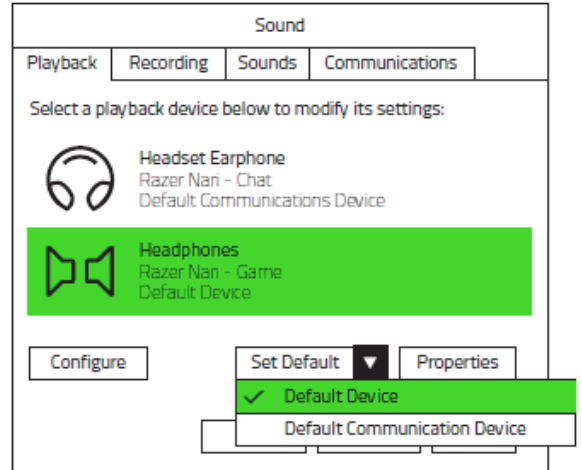 Sound
Playback Recording Sounds Communications
Select a playback device below to modify its settings:
Headset Earphone
Razer Nari - Chat
Default Communications Device
Headphones
Razer Nari - Game
Default Device
Configure Set Default Properties
Default Device
Default Communication Device